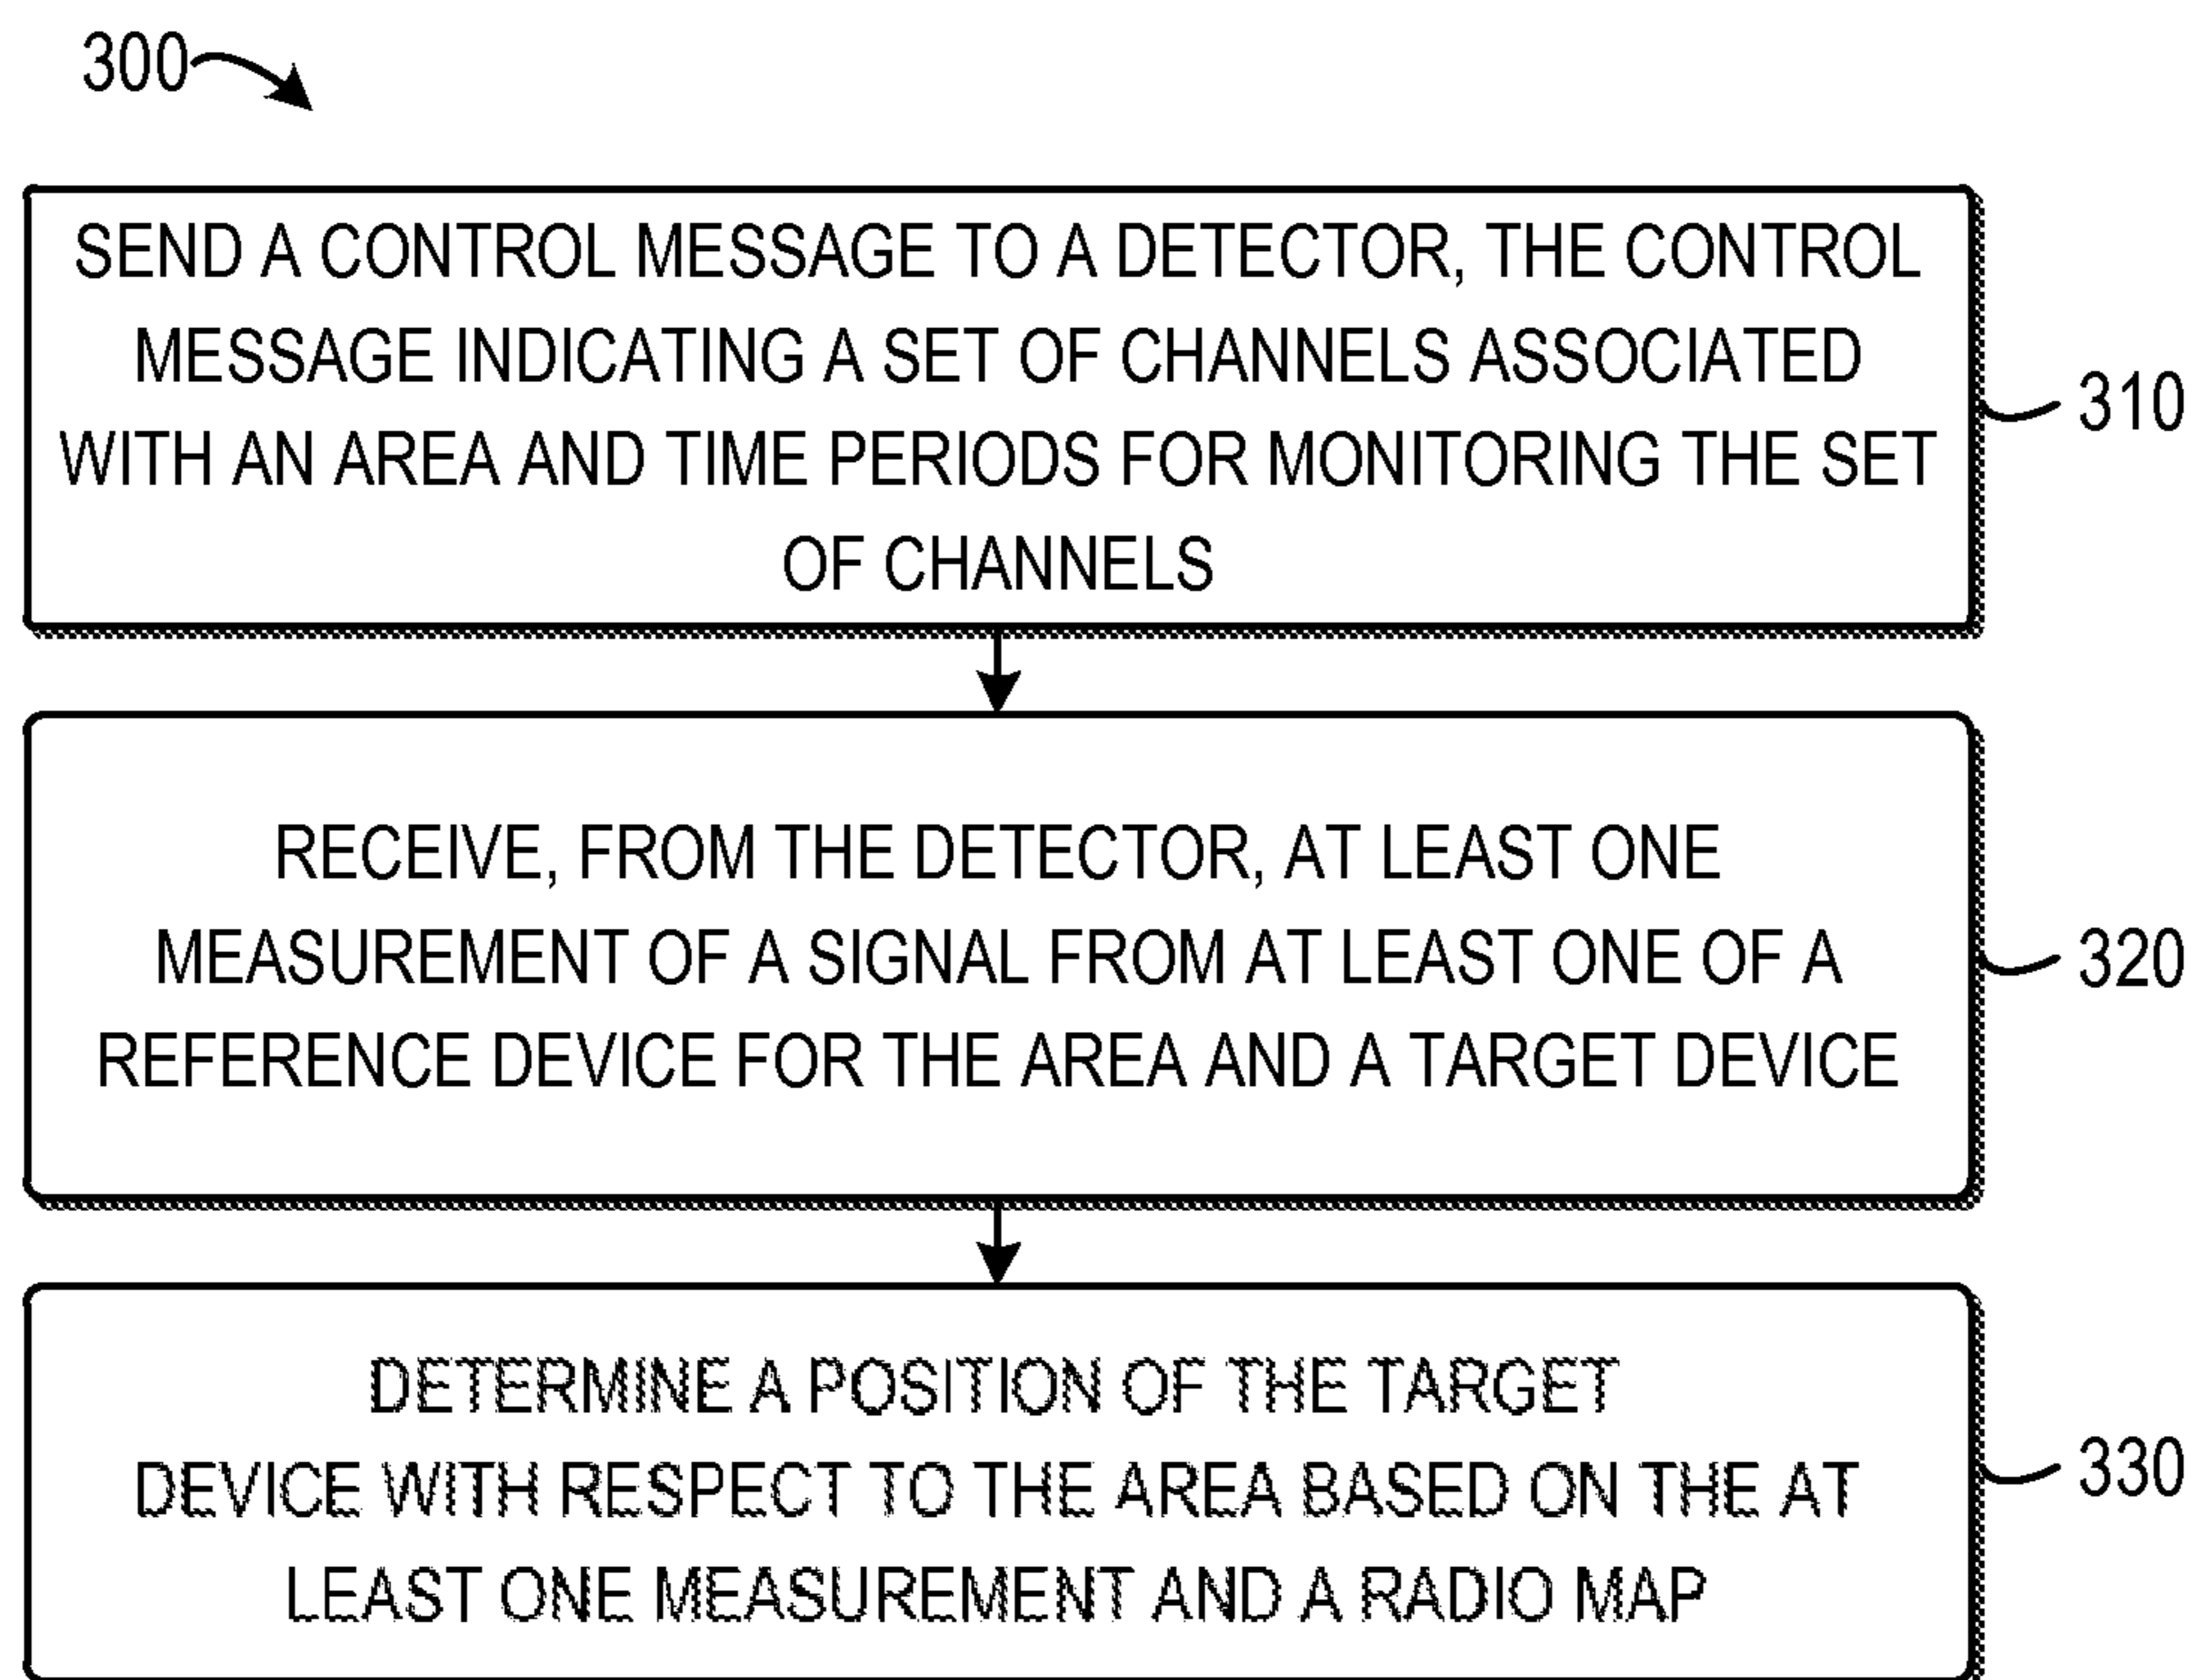 300
SEND A CONTROL MESSAGE TO A DETECTOR, THE CONTROL
MESSAGE INDICATING A SET OF CHANNELS ASSOCIATED
WITH AN AREA AND TIME PERIODS FOR MONITORING THE SET
OF CHANNELS
310
RECEIVE, FROM THE DETECTOR, AT LEAST ONE
MEASUREMENT OF A SIGNAL FROM AT LEAST ONE OF A
REFERENCE DEVICE FOR THE AREA AND A TARGET DEVICE
320
DETERMINE A POSITION OF THE TARGET
DEVICE WITH RESPECT TO THE AREA BASED ON THE AT
LEAST ONE MEASUREMENT AND A RADIO MAP
330